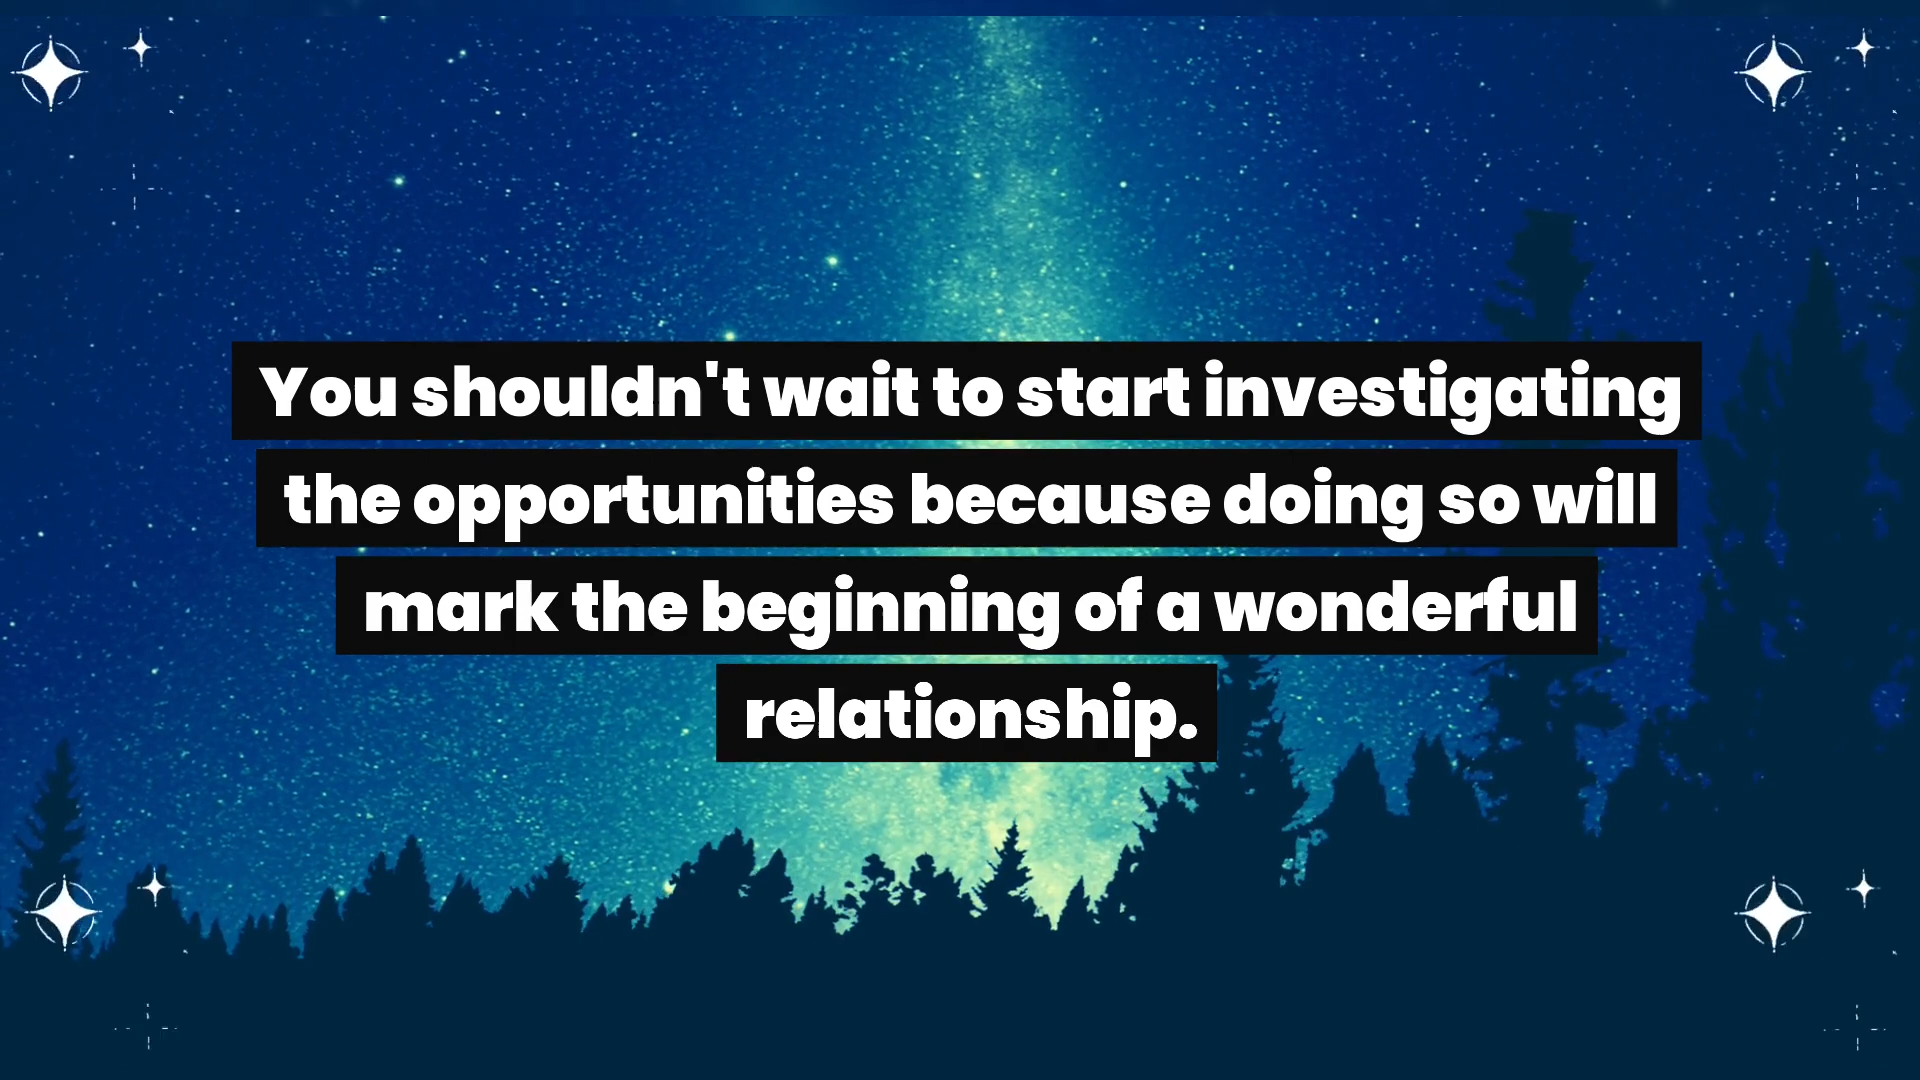 You shouldn't wait to start investigating
the opportunities because doing so will
mark the beginning of a wonderful
relationship.